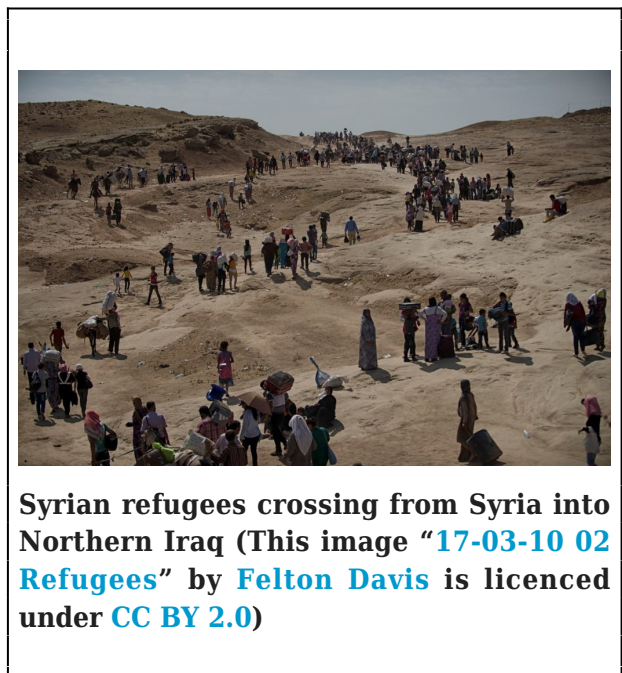 Syrian refugees crossing from Syria into
Northern Iraq (This image “17-03-10 02
Refugees” by Felton Davis is licenced
under CC BY 2.0)